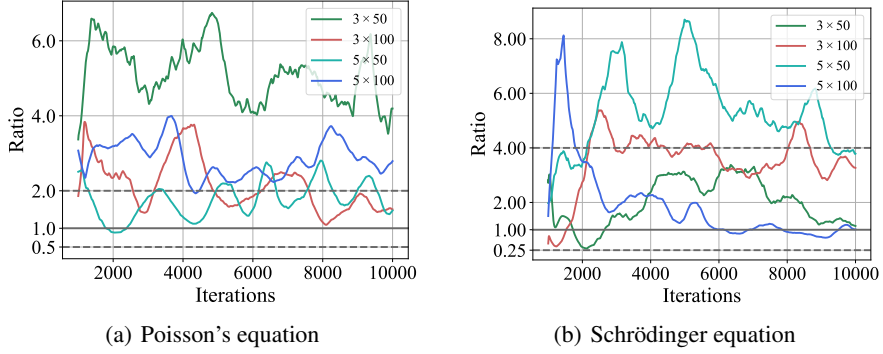 Ratio
6.0
4.0
2.0
1.0
0.5
3 × 50
3 × 100
5 × 50
5 × 100
2000 4000 6000 8000 10000
Iterations
(a) Poisson's equation
Ratio
8.00
6.00
4.00
2.00
1.00
0.25
3 × 50
3 × 100
5 × 50
5 × 100
2000 4000 6000 8000 10000
Iterations
(b) Schrödinger equation